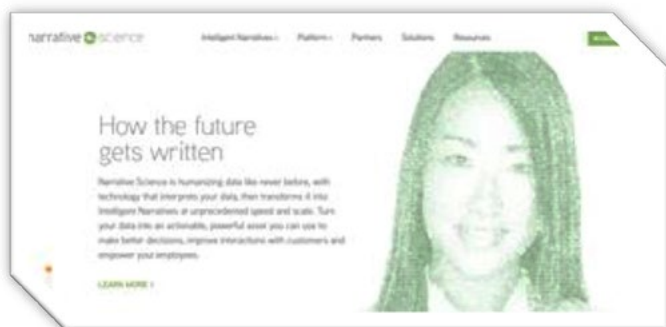 narrative science
Intelligent Narratives Platform Partners Solutions Resources
How the future
gets written
Narrative Science is humanizing data like never before, with
technology that interprets your data, then transforms it into
Intelligent Narratives at unprecedented speed and scale. Turn
your data into an actionable, powerful asset you can use to
make better decisions, improve interactions with customers and
empower your employees.
LEARN MORE >